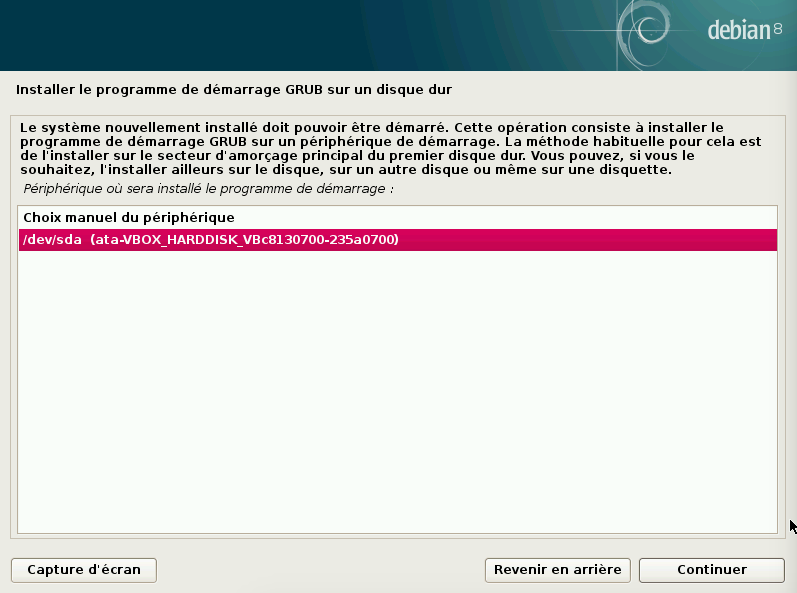 debian 8
Installer le programme de démarrage GRUB sur un disque dur
Le système nouvellement installé doit pouvoir être démarré. Cette opération consiste à installer le
programme de démarrage GRUB sur un périphérique de démarrage. La méthode habituelle pour cela est
de l'installer sur le secteur d'amorçage principal du premier disque dur. Vous pouvez, si vous le
souhaitez, l'installer ailleurs sur le disque, sur un autre disque ou même sur une disquette.
Périphérique où sera installé le programme de démarrage :
Choix manuel du périphérique
/dev/sda  (ata-VBOX_HARDDISK_VBc8130700-235a0700)
Capture d'écran
Revenir en arrière
Continuer